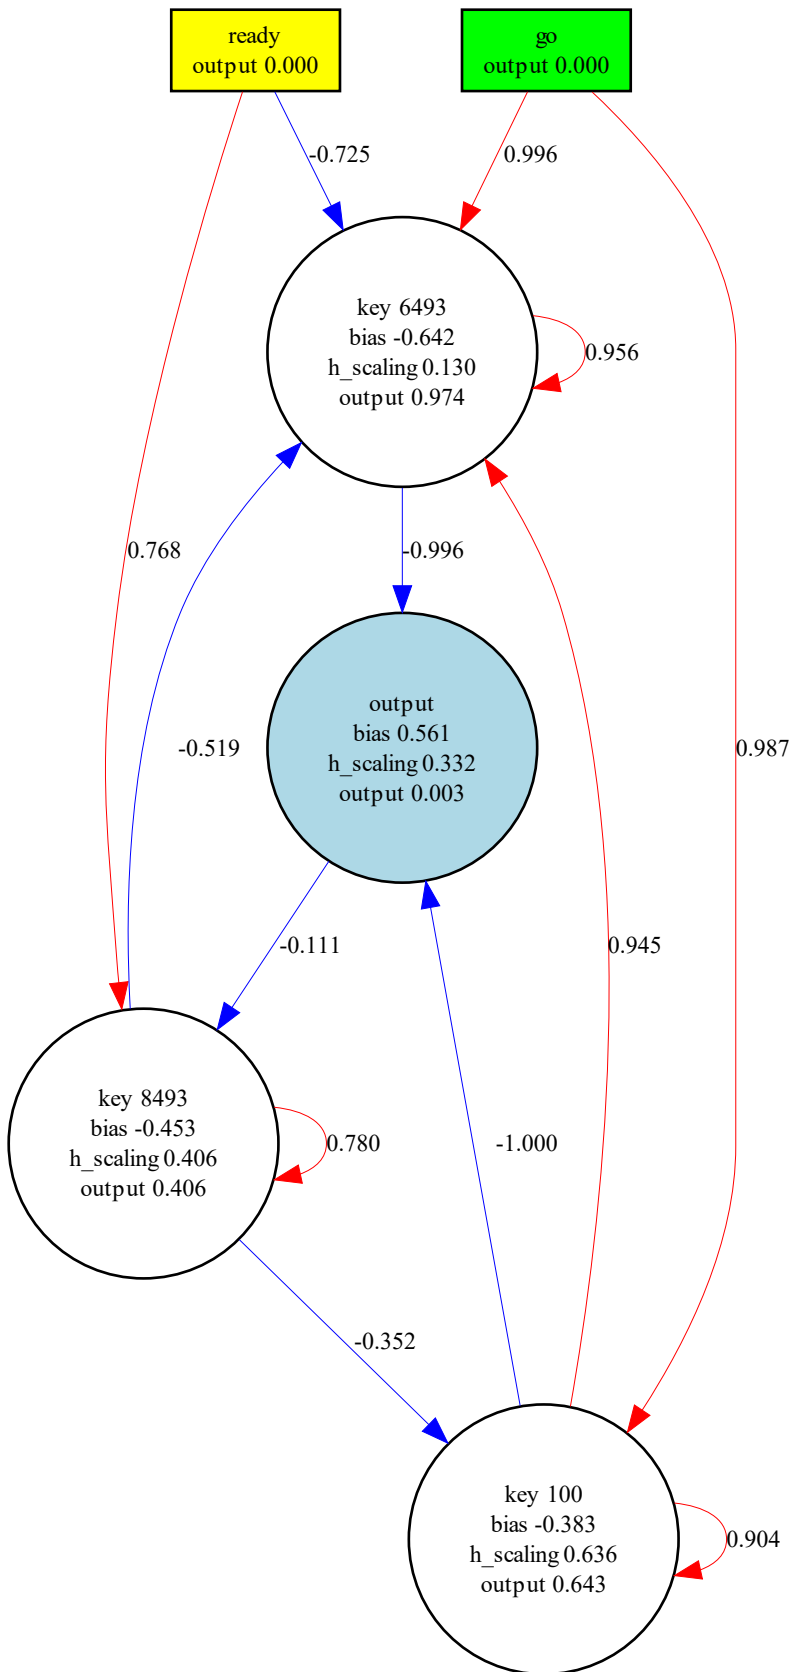 ready
output 0.000
go
output 0.000
-0.725
0.996
key 6493
bias -0.642
h_scaling 0.130
output 0.974
0.956
0.768
-0.996
output
bias 0.561
h_scaling 0.332
output 0.003
-0.519
0.987
-0.111
0.945
key 8493
bias -0.453
h_scaling 0.406
output 0.406
0.780
-1.000
-0.352
key 100
bias -0.383
h_scaling 0.636
output 0.643
0.904